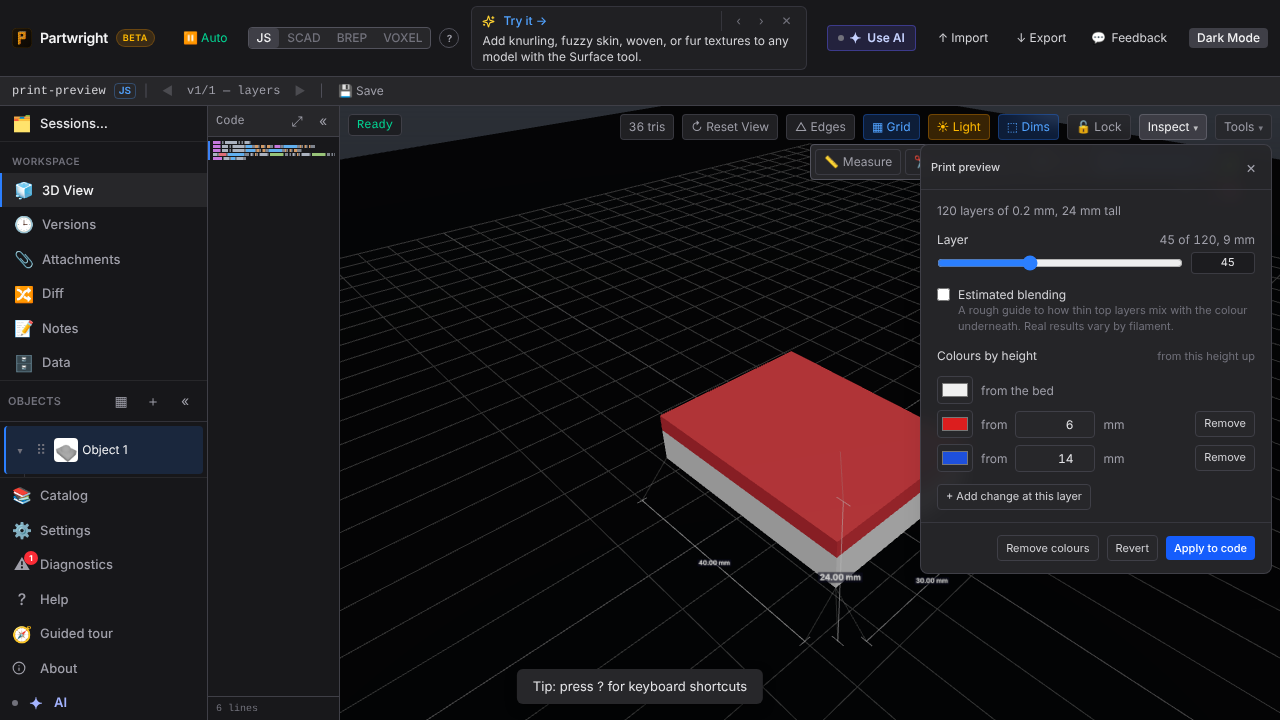 Partwright BETA
Auto
JS SCAD BREP VOXEL ?
Try it →
Add knurling, fuzzy skin, woven, or fur textures to any
model with the Surface tool.
Use AI
↑ Import
↓ Export
Feedback
Dark Mode
print-preview JS
v1/1 — layers
Save
Sessions...
WORKSPACE
3D View
Versions
Attachments
Diff
Notes
Data
OBJECTS
Object 1
Catalog
Settings
1
Diagnostics
? Help
Guided tour
About
AI
Code
6 lines
Ready
36 tris
Reset View
Edges
Grid
Light
Dims
Lock
Inspect
Tools
Measure
40.00 mm
24.00 mm
30.00 mm
Tip: press ? for keyboard shortcuts
Print preview
120 layers of 0.2 mm, 24 mm tall
Layer 45 of 120, 9 mm
45
Estimated blending
A rough guide to how thin top layers mix with the colour
underneath. Real results vary by filament.
Colours by height from this height up
from the bed
from 6 mm Remove
from 14 mm Remove
+ Add change at this layer
Remove colours Revert Apply to code